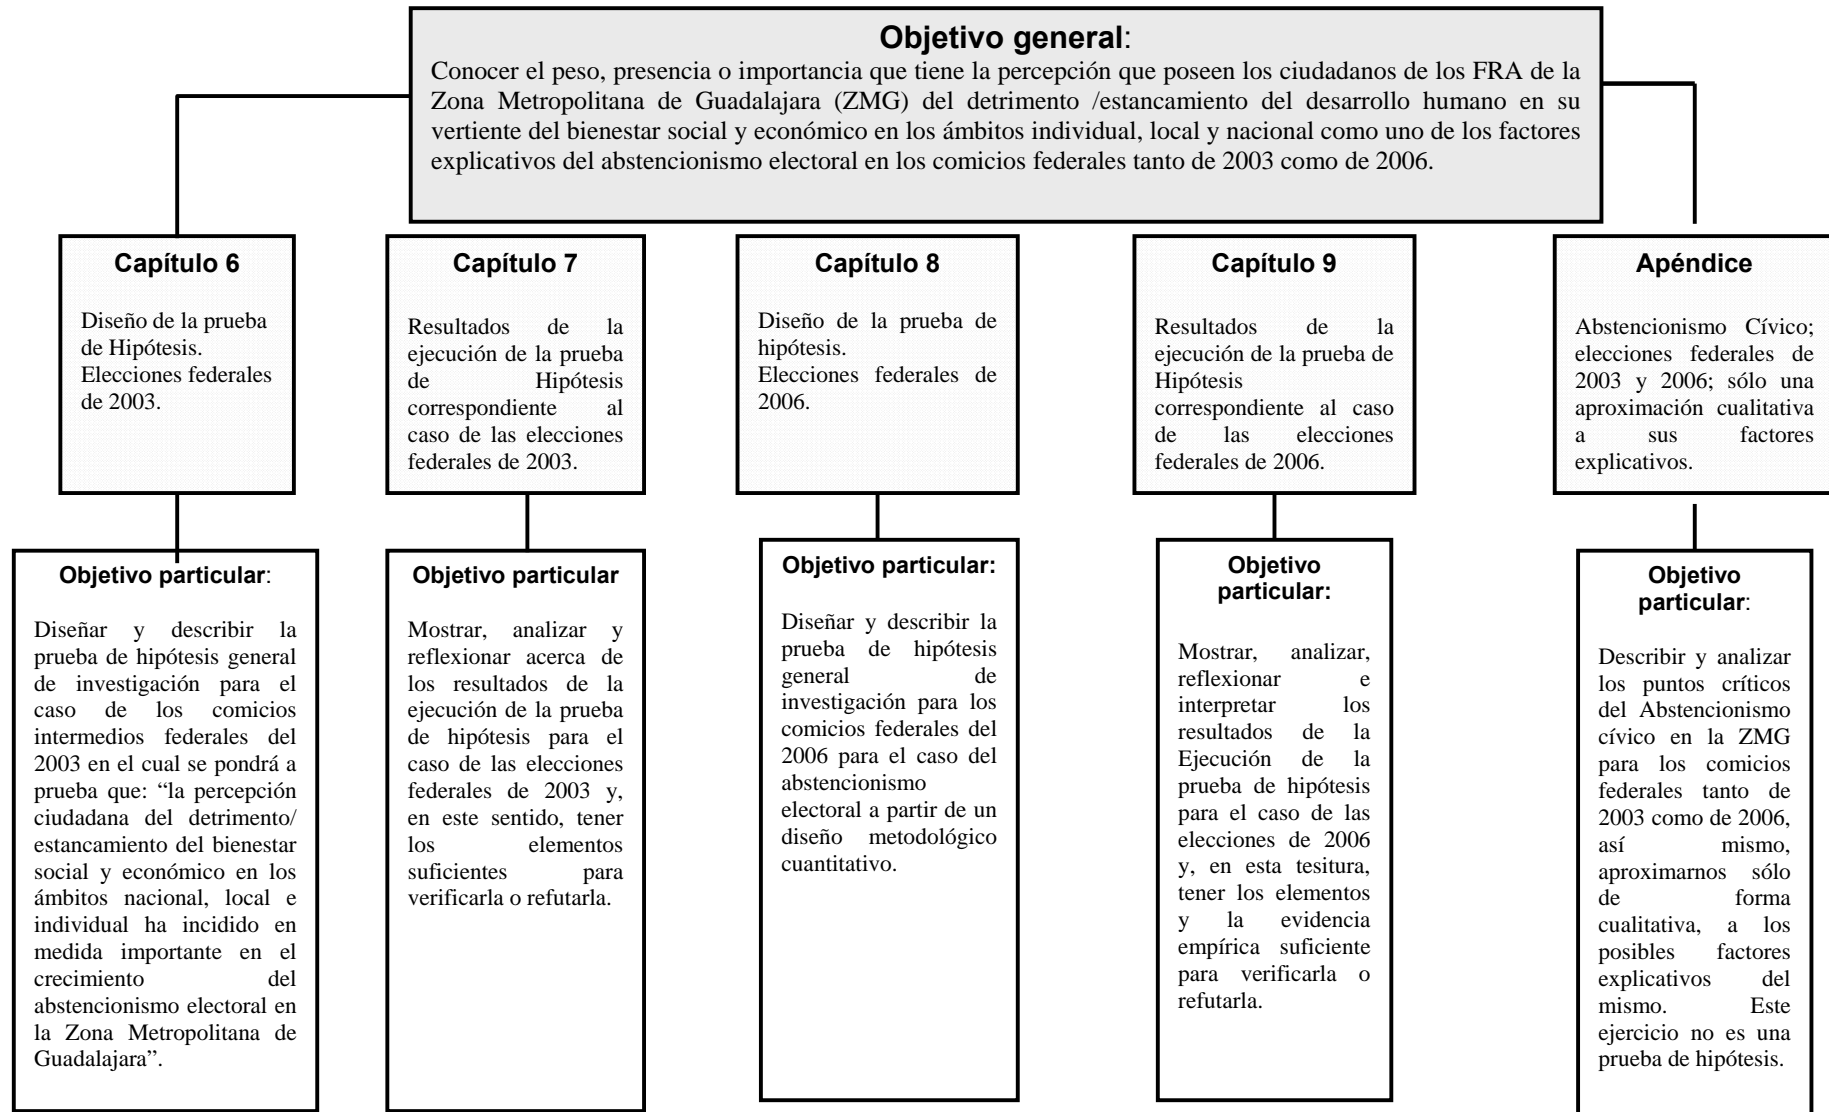 Objetivo general:
Conocer el peso, presencia o importancia que tiene la percepción que poseen los ciudadanos de los FRA de la
Zona Metropolitana de Guadalajara (ZMG) del detrimento /estancamiento del desarrollo humano en su
vertiente del bienestar social y económico en los ámbitos individual, local y nacional como uno de los factores
explicativos del abstencionismo electoral en los comicios federales tanto de 2003 como de 2006.
Capítulo 6
Diseño de la prueba
de Hipótesis.
Elecciones federales
de 2003.
Capítulo 7
Resultados de la
ejecución de la prueba
de Hipótesis
correspondiente al
caso de las elecciones
federales de 2003.
Capítulo 8
Diseño de la prueba de
hipótesis.
Elecciones federales de
2006.
Capítulo 9
Resultados de la
ejecución de la prueba de
Hipótesis
correspondiente al caso
de las elecciones
federales de 2006.
Apéndice
Abstencionismo Cívico;
elecciones federales de
2003 y 2006; sólo una
aproximación cualitativa
a sus factores
explicativos.
Objetivo particular:
Diseñar y describir la
prueba de hipótesis general
de investigación para el
caso de los comicios
intermedios federales del
2003 en el cual se pondrá a
prueba que: “la percepción
ciudadana del detrimento/
estancamiento del bienestar
social y económico en los
ámbitos nacional, local e
individual ha incidido en
medida importante en el
crecimiento del
abstencionismo electoral en
la Zona Metropolitana de
Guadalajara”.
Objetivo particular
Mostrar, analizar y
reflexionar acerca de
los resultados de la
ejecución de la prueba
de hipótesis para el
caso de las elecciones
federales de 2003 y,
en este sentido, tener
los elementos
suficientes para
verificarla o refutarla.
Objetivo particular:
Diseñar y describir la
prueba de hipótesis
general de
investigación para los
comicios federales del
2006 para el caso del
abstencionismo
electoral a partir de un
diseño metodológico
cuantitativo.
Objetivo
particular:
Mostrar, analizar,
reflexionar e
interpretar los
resultados de la
Ejecución de la
prueba de hipótesis
para el caso de las
elecciones de 2006
y, en esta tesitura,
tener los elementos
y la evidencia
empírica suficiente
para verificarla o
refutarla.
Objetivo
particular:
Describir y analizar
los puntos críticos
del Abstencionismo
cívico en la ZMG
para los comicios
federales tanto de
2003 como de 2006,
así mismo,
aproximarnos sólo
de forma
cualitativa, a los
posibles factores
explicativos del
mismo. Este
ejercicio no es una
prueba de hipótesis.